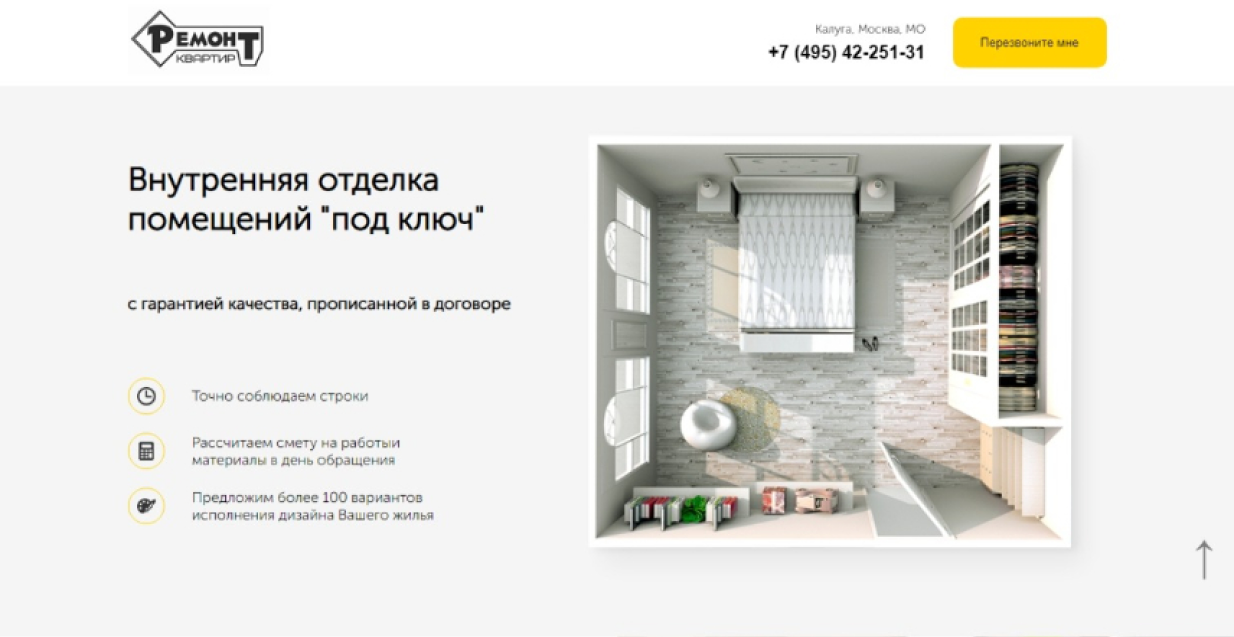 РЕМОНТ
КВАРТИР
Калуга, Москва, МО
+7 (495) 42-251-31
Перезвоните мне
Внутренняя отделка
помещений "под ключ"
с гарантией качества, прописанной в договоре
Точно соблюдаем строки
Рассчитаем смету на работыи
материалы в день обращения
Предложим более 100 вариантов
исполнения дизайна Вашего жилья